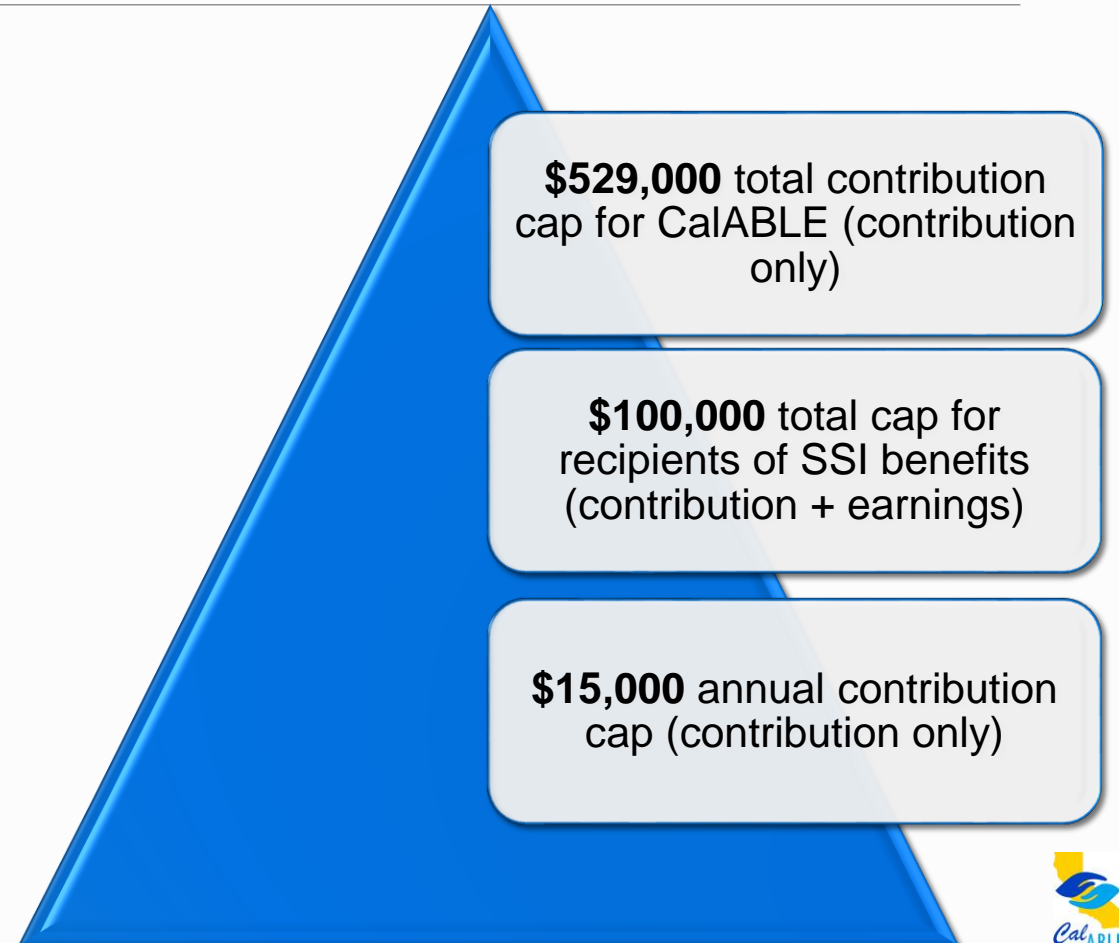 $529,000 total contribution
cap for CalABLE (contribution
only)
$100,000 total cap for
recipients of SSI benefits
(contribution + earnings)
$15,000 annual contribution
cap (contribution only)